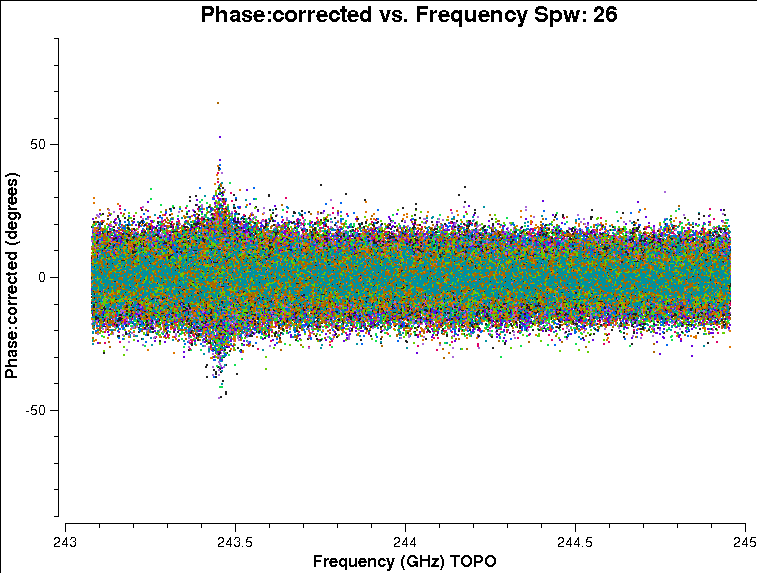 Phase:corrected vs. Frequency Spw: 26
Phase:corrected (degrees)
50
0
-50
243
243.5
244
244.5
245
Frequency (GHz) TOPO